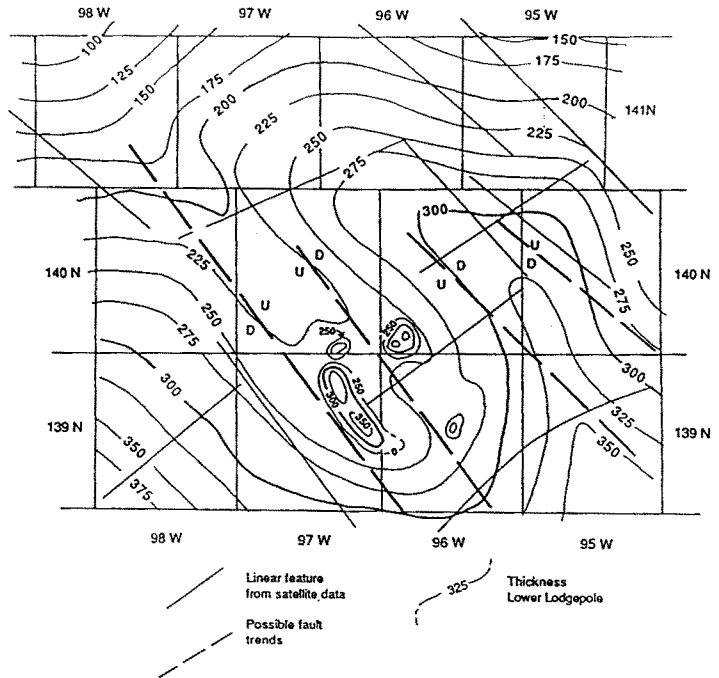 98 W 97 W 96 W 95 W
100
125
150
175
200
225
250
275
150
175
200
225
141N
300
250
275
300
325
350
140 N
140 N
225
250
275
300
350
375
U D
U D
U D
U D
250
250
250
300
350
139 N
139 N
98 W 97 W 96 W 95 W
Linear feature
from satellite data
Possible fault
trends
325
Thickness
Lower Lodgepole